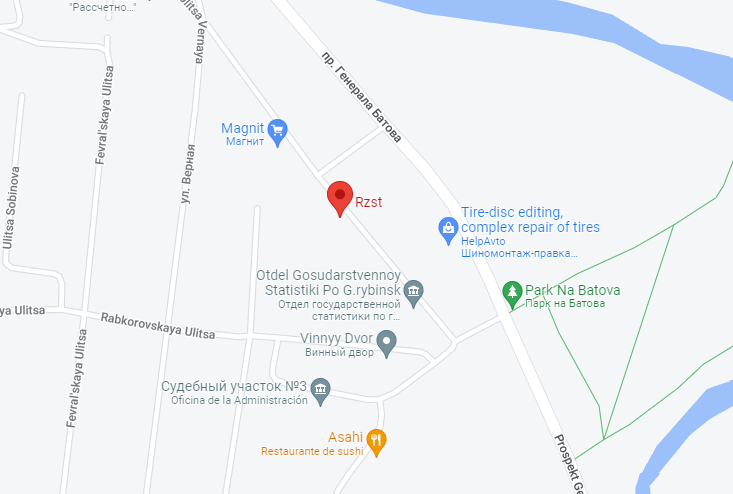 "Рассчетно..."
Ulitsa Vernaya
пр. Генерала Батова
Fevral'skaya Ulitsa
Magnit
Магнит
ул. Верная
Ulitsa Sobinova
Rzst
Tire-disc editing,
complex repair of tires
HelpAvto
Шиномонтаж-правка...
Otdel Gosudarstvennoy
Statistiki Po G.rybinsk
Отдел государственной
статистики по г...
Park Na Batova
Парк на Батова
ya Ulitsa
Rabkorovskaya Ulitsa
Vinnyy Dvor
Винный двор
Fevral'skaya Ulitsa
Судебный участок №3
Oficina de la Administración
Asahi
Restaurante de sushi
Prospekt Ge